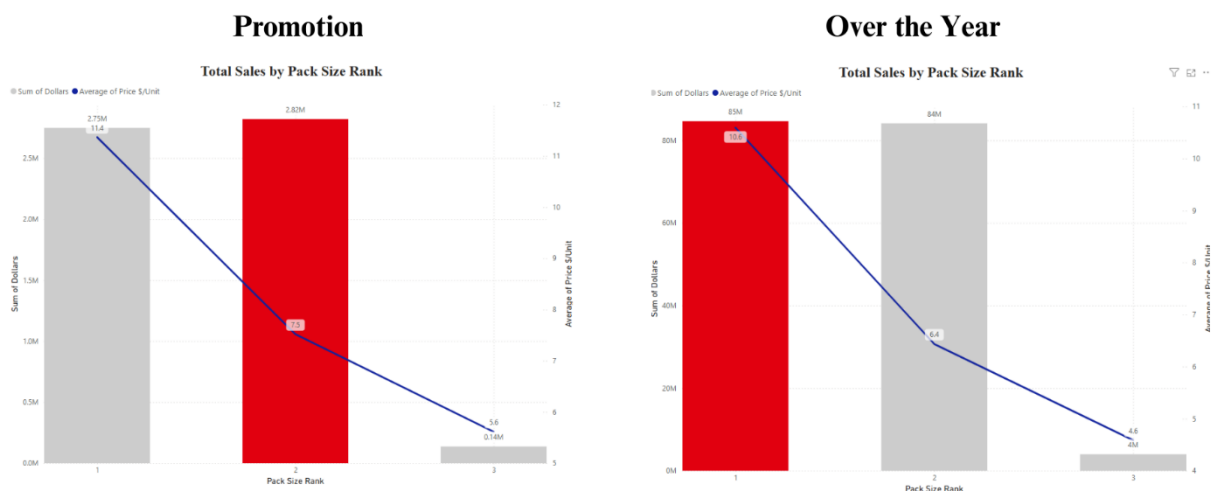 Promotion
Total Sales by Pack Size Rank
Sum of Dollars Average of Price $/Unit
2.75M
11.4
2.82M
7.5
5.6
0.14M
2.5M
2.0M
1.5M
1.0M
0.5M
0.0M
Sum of Dollars
12
11
10
9
8
7
6
5
Average of Price $/Unit
1 2 3
Pack Size Rank
Over the Year
Total Sales by Pack Size Rank
Sum of Dollars Average of Price $/Unit
85M
10.6
84M
6.4
4.6
4M
80M
60M
40M
20M
0M
Sum of Dollars
11
10
9
8
7
6
5
4
Average of Price $/Unit
1 2 3
Pack Size Rank